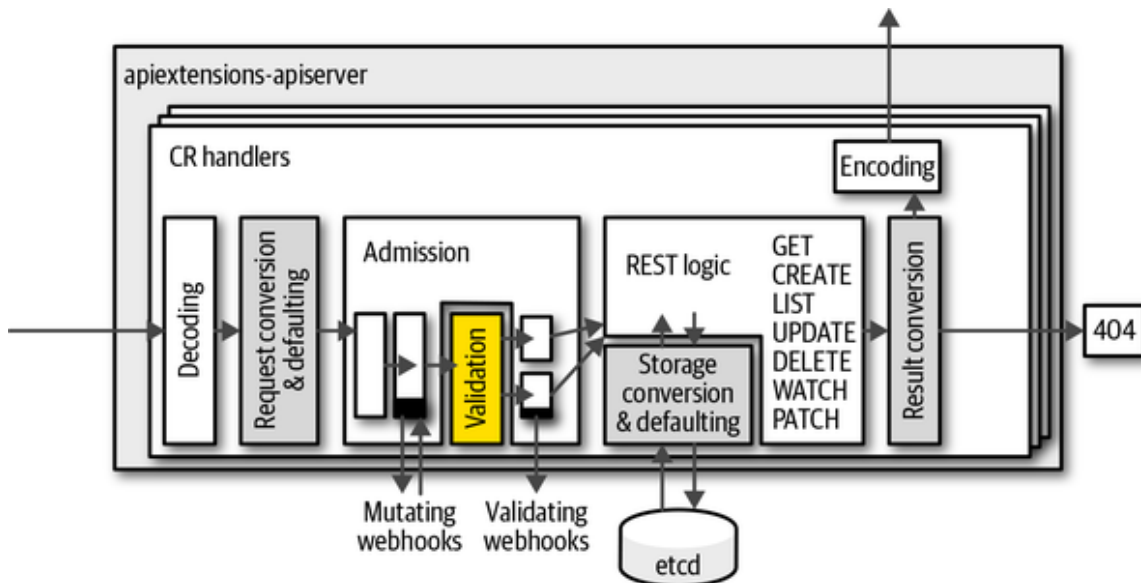 apiextensions-apiserver
CR handlers
Encoding
Decoding
Request conversion
& defaulting
Admission
Validation
REST logic
GET
CREATE
LIST
UPDATE
DELETE
WATCH
PATCH
Storage
conversion
& defaulting
Result conversion
404
Mutating
webhooks
Validating
webhooks
etcd